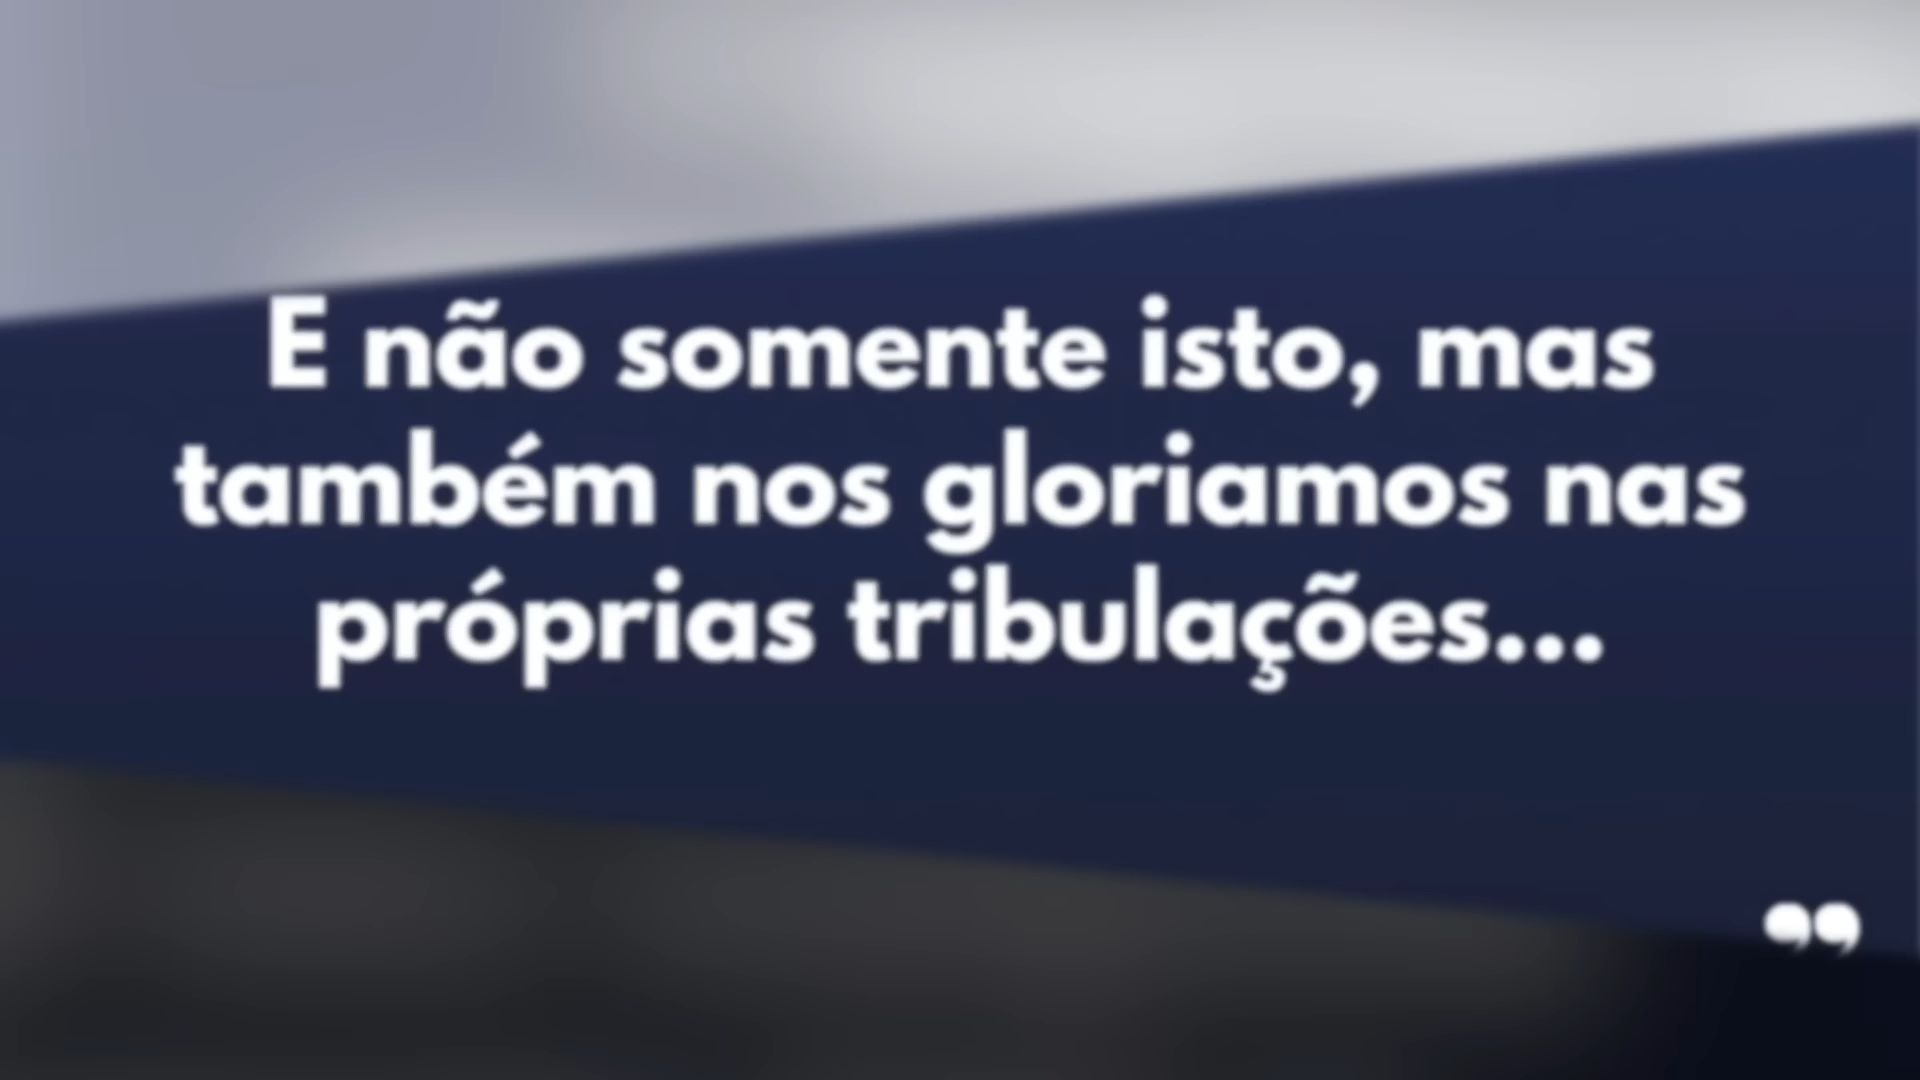 E não somente isto, mas
também nos gloriamos nas
próprias tribulações...
”